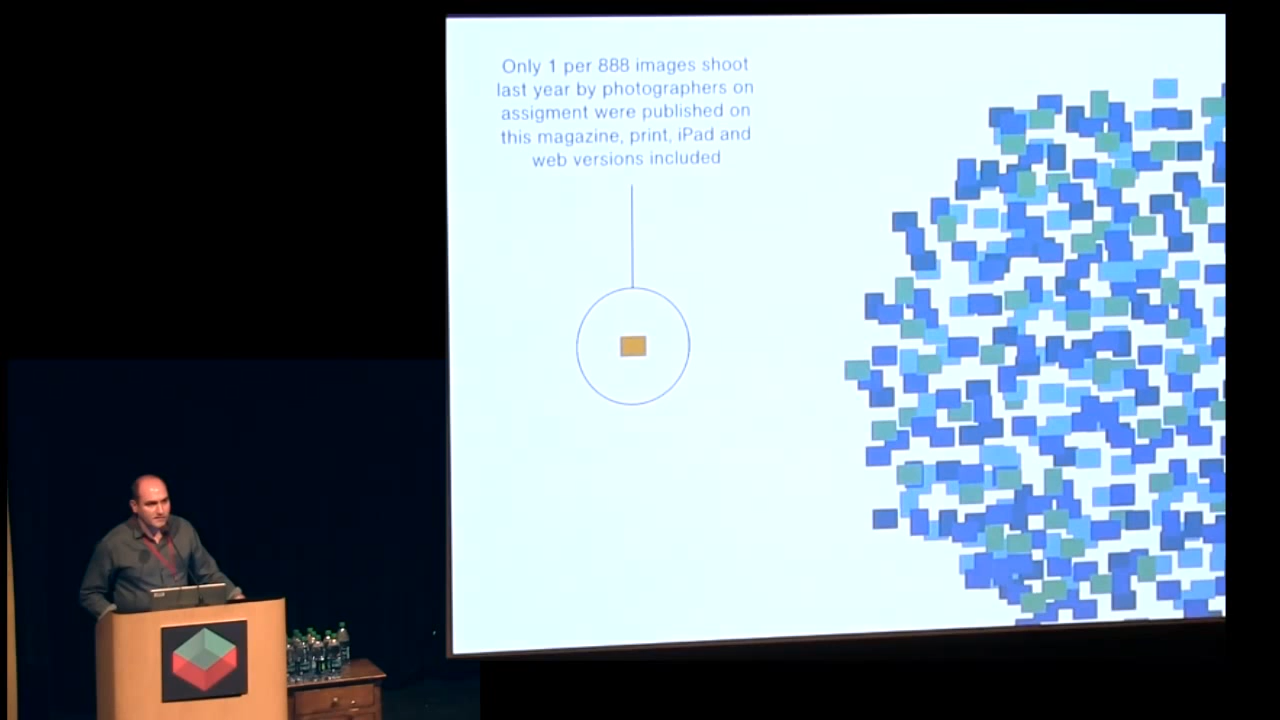 Only 1 per 888 images shoot
last year by photographers on
assigment were published on
this magazine, print, iPad and
web versions included